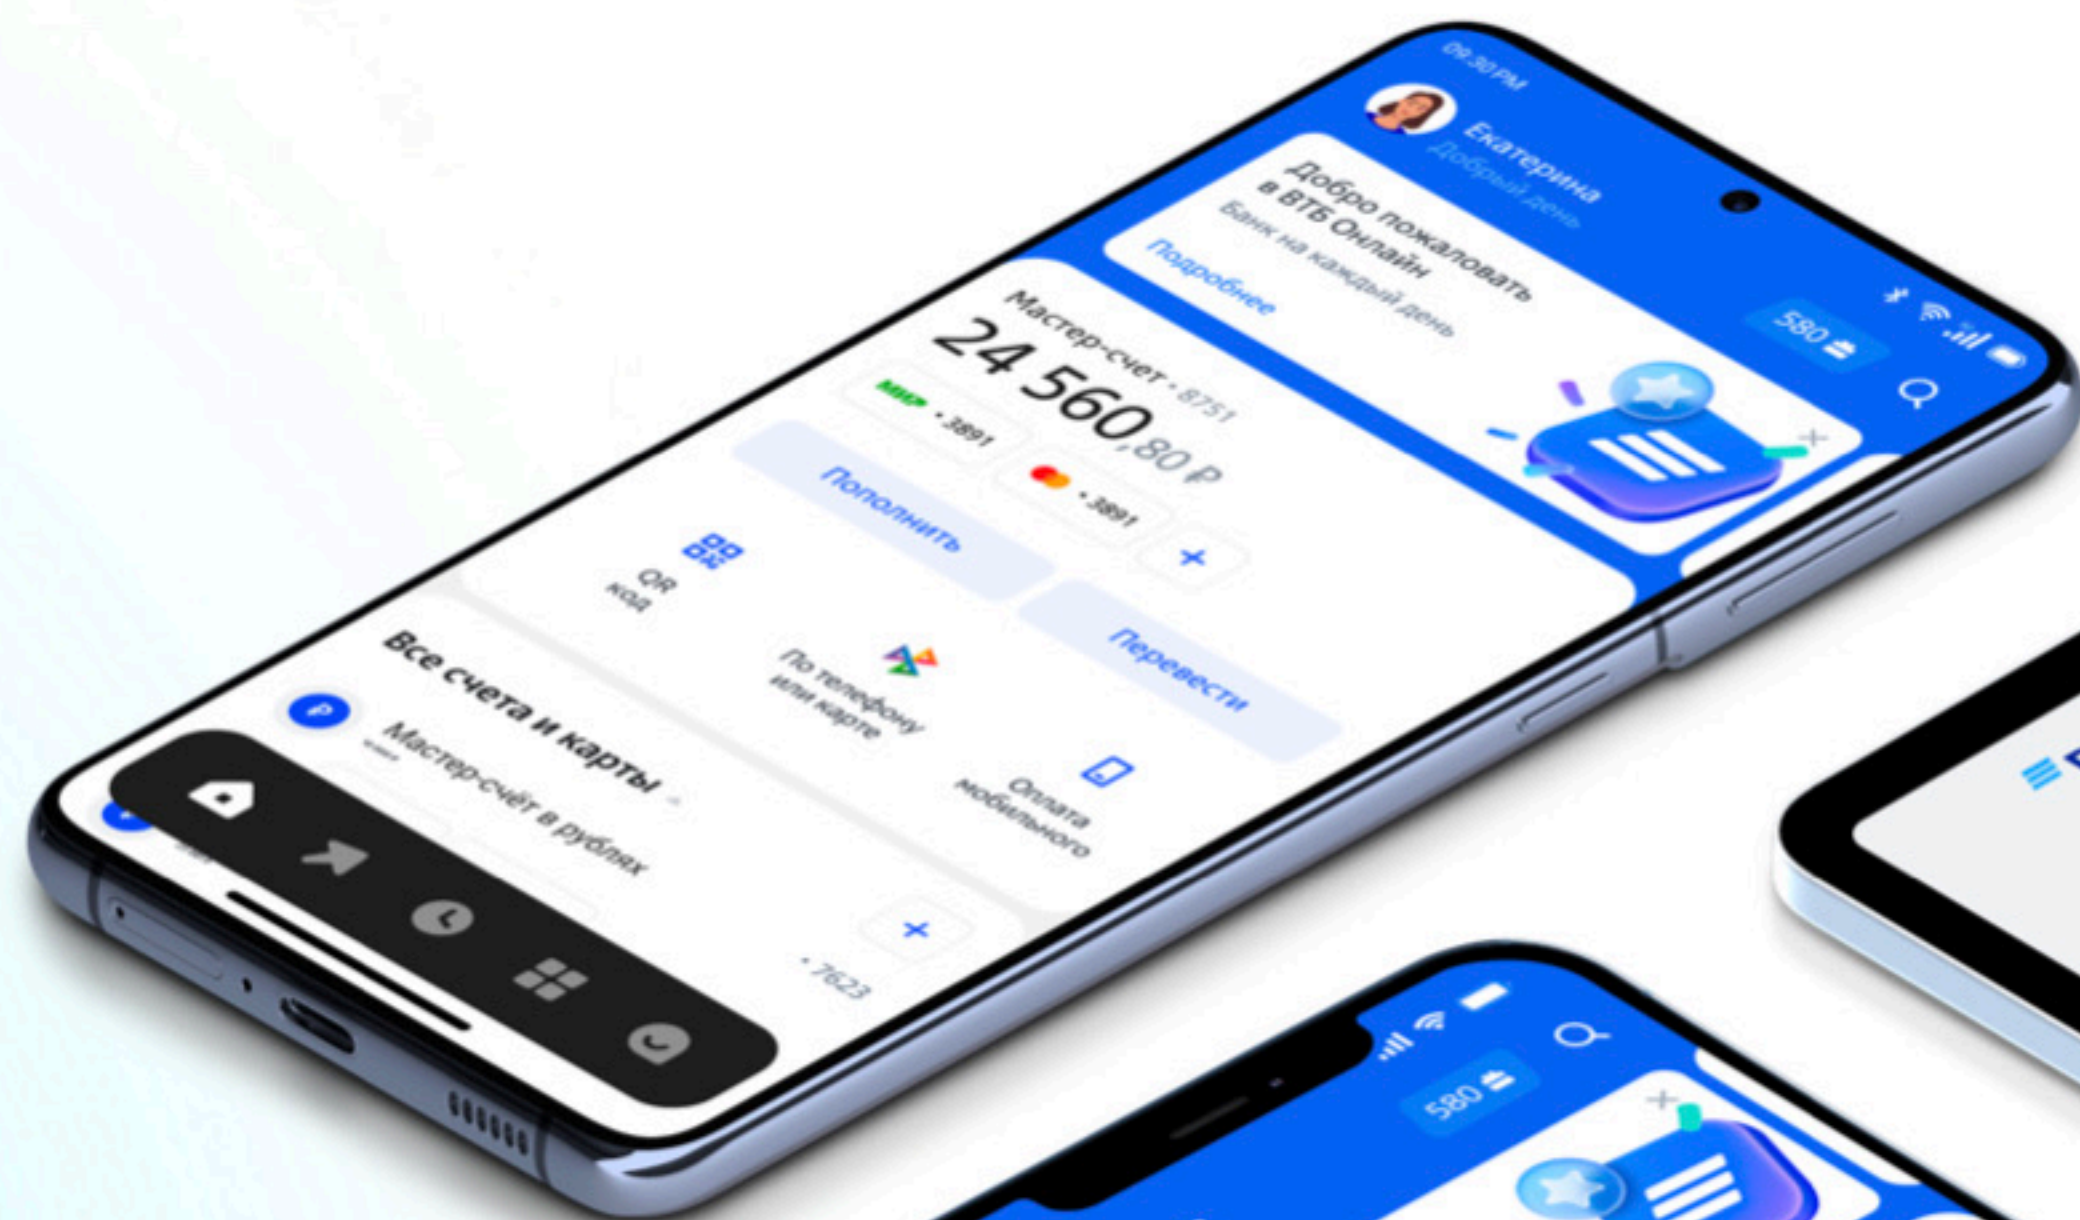 09:30 PM
Екатерина
Добрый день
580
Добро пожаловать
в ВТБ Онлайн
Банк на каждый день
Подробнее
Мастер-счет • 8751
24 560,80 ₽
МИР • 3891
• 3891
+
Пополнить
Перевести
QR
код
По телефону
или карте
Оплата
мобильного
Все счета и карты
₽
Мастер-счёт в рублях
+
• 7623
580